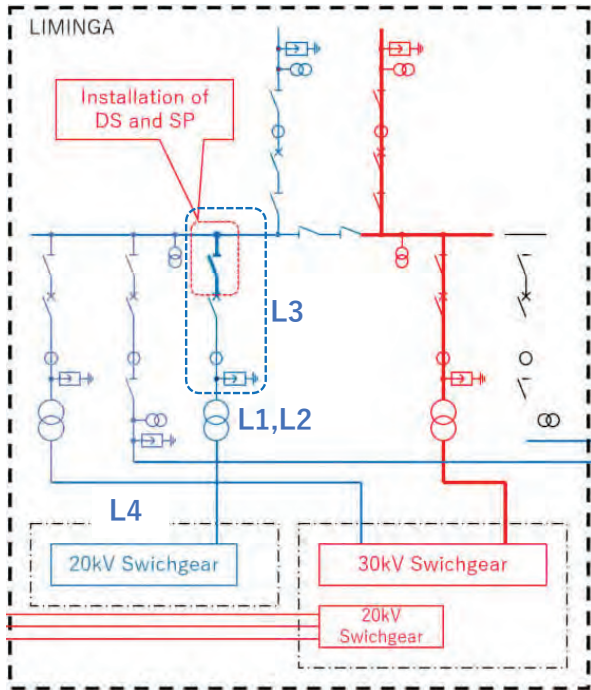 LIMINGA
Installation of
DS and SP
L3
L1,L2
L4
20kV Swichgear
30kV Swichgear
20kV
Swichgear